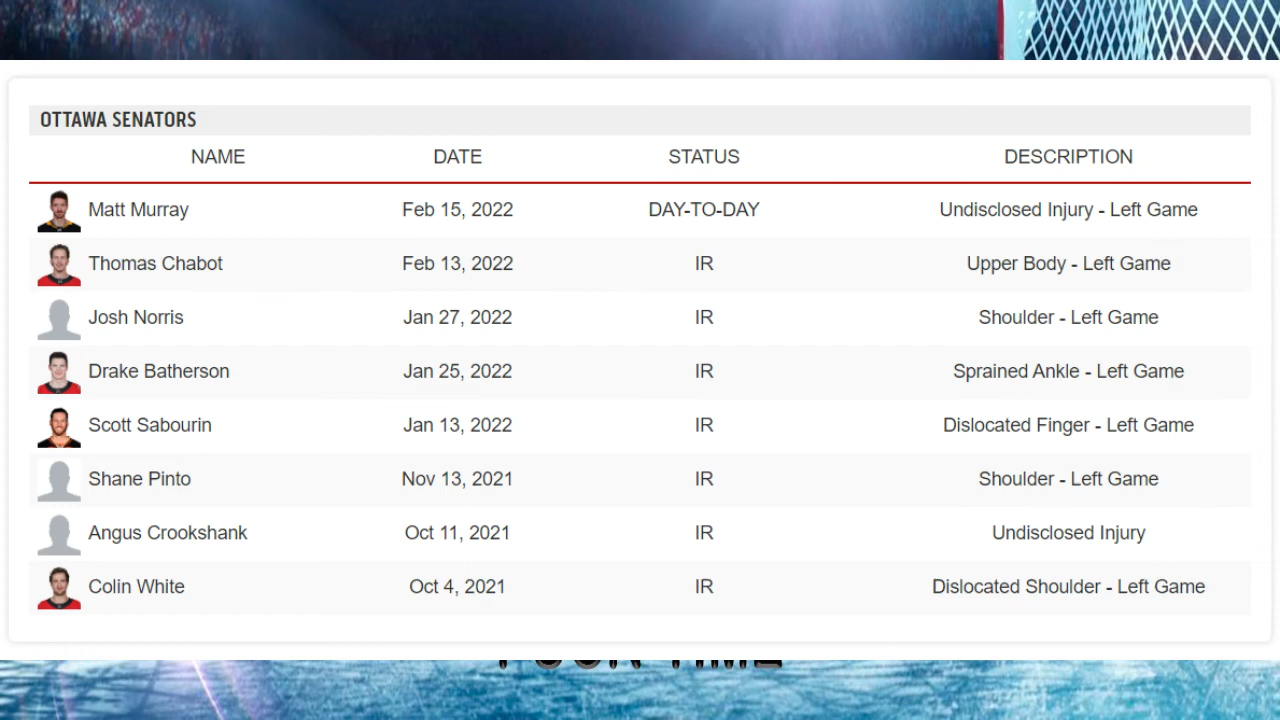 OTTAWA SENATORS
NAME DATE STATUS DESCRIPTION
Matt Murray Feb 15, 2022 DAY-TO-DAY Undisclosed Injury - Left Game
Thomas Chabot Feb 13, 2022 IR Upper Body - Left Game
Josh Norris Jan 27, 2022 IR Shoulder - Left Game
Drake Batherson Jan 25, 2022 IR Sprained Ankle - Left Game
Scott Sabourin Jan 13, 2022 IR Dislocated Finger - Left Game
Shane Pinto Nov 13, 2021 IR Shoulder - Left Game
Angus Crookshank Oct 11, 2021 IR Undisclosed Injury
Colin White Oct 4, 2021 IR Dislocated Shoulder - Left Game